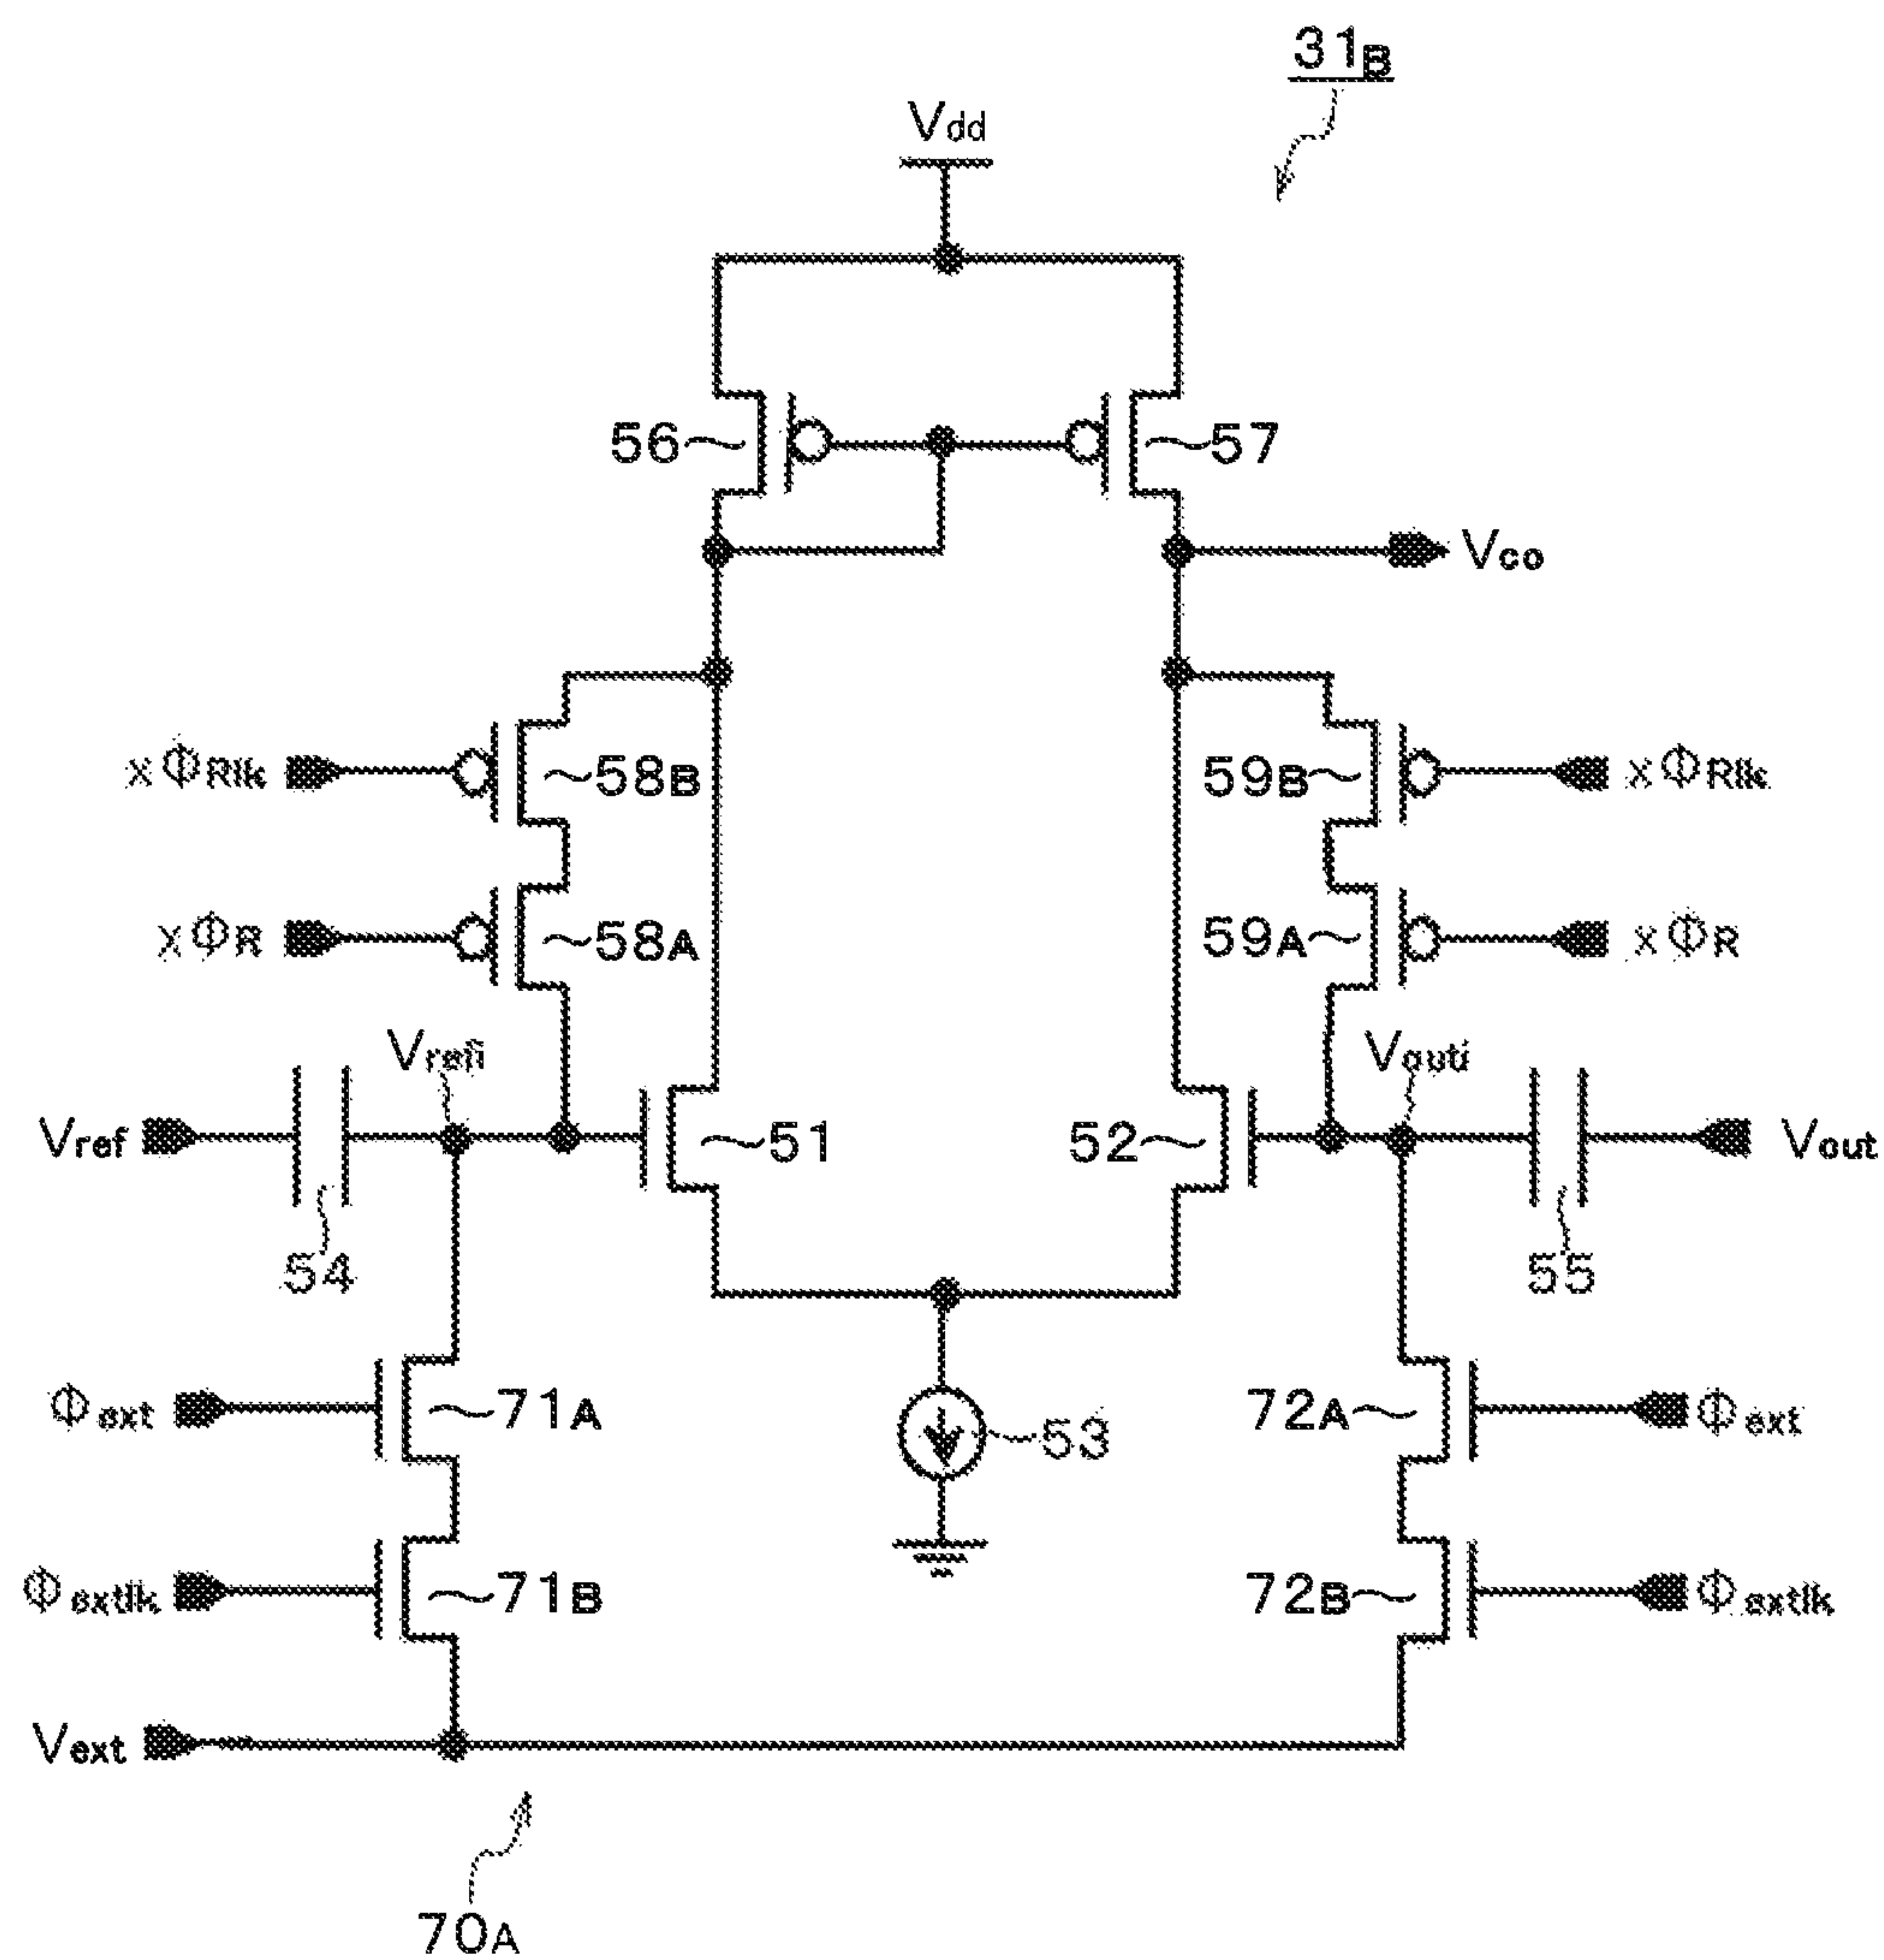 31B
Vdd
56
57
Vco
xΦRlk
58B
59B
xΦRlk
xΦR
58A
59A
xΦR
Vrefi
Vouti
Vref
51
52
Vout
54
55
Φext
71A
53
72A
Φext
Φextlk
71B
72B
Φextlk
Vext
70A